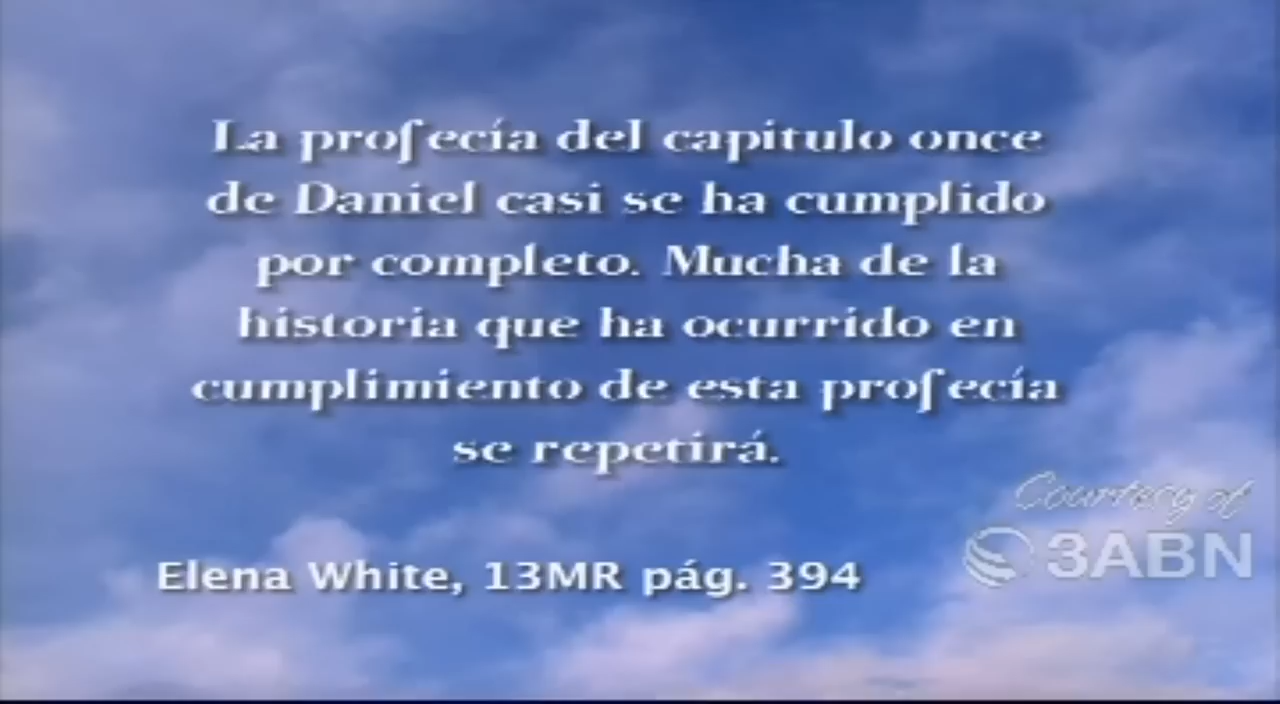 La profecía del capitulo once
de Daniel casi se ha cumplido
por completo. Mucha de la
historia que ha ocurrido en
cumplimiento de esta profecía
se repetirá.
Elena White, 13MR pág. 394
Courtesy of
3ABN